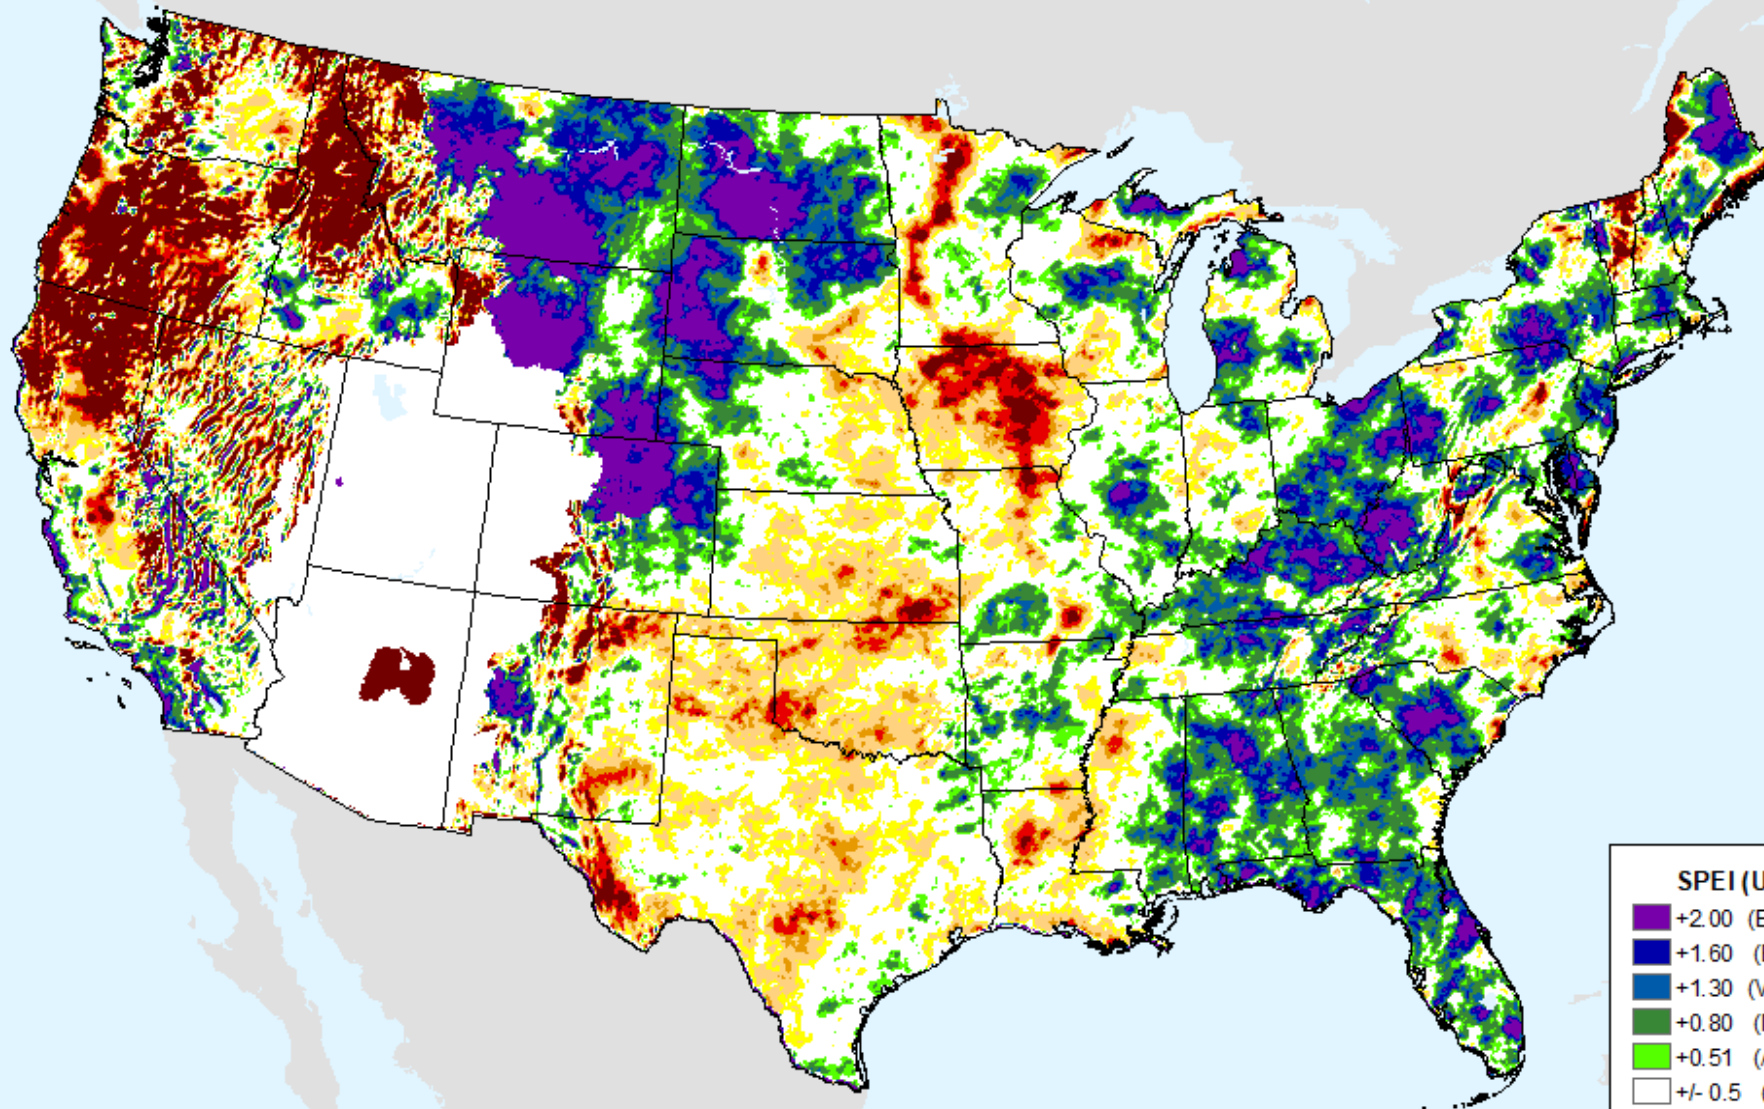 SPEI (U
+2.00 (E
+1.60 (
+1.30 (V
+0.80 (
+0.51 (
+/- 0.5 (